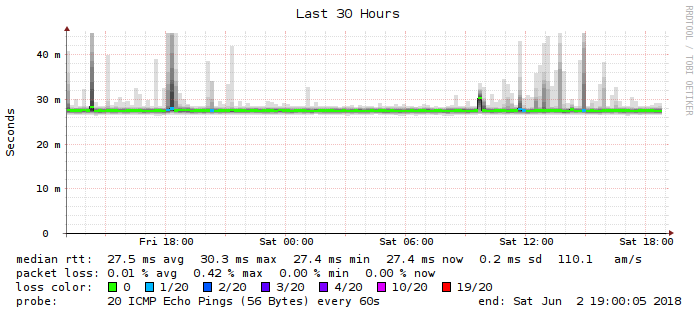 Last 30 Hours
RRDTOOL / TOBI OETIKER
Seconds
40 m
30 m
20 m
10 m
0
Fri 18:00 Sat 00:00 Sat 06:00 Sat 12:00 Sat 18:00
median rtt: 27.5 ms avg 30.3 ms max 27.4 ms min 27.4 ms now 0.2 ms sd 110.1 am/s
packet loss: 0.01 % avg 0.42 % max 0.00 % min 0.00 % now
loss color: 0 1/20 2/20 3/20 4/20 10/20 19/20
probe: 20 ICMP Echo Pings (56 Bytes) every 60s end: Sat Jun 2 19:00:05 2018